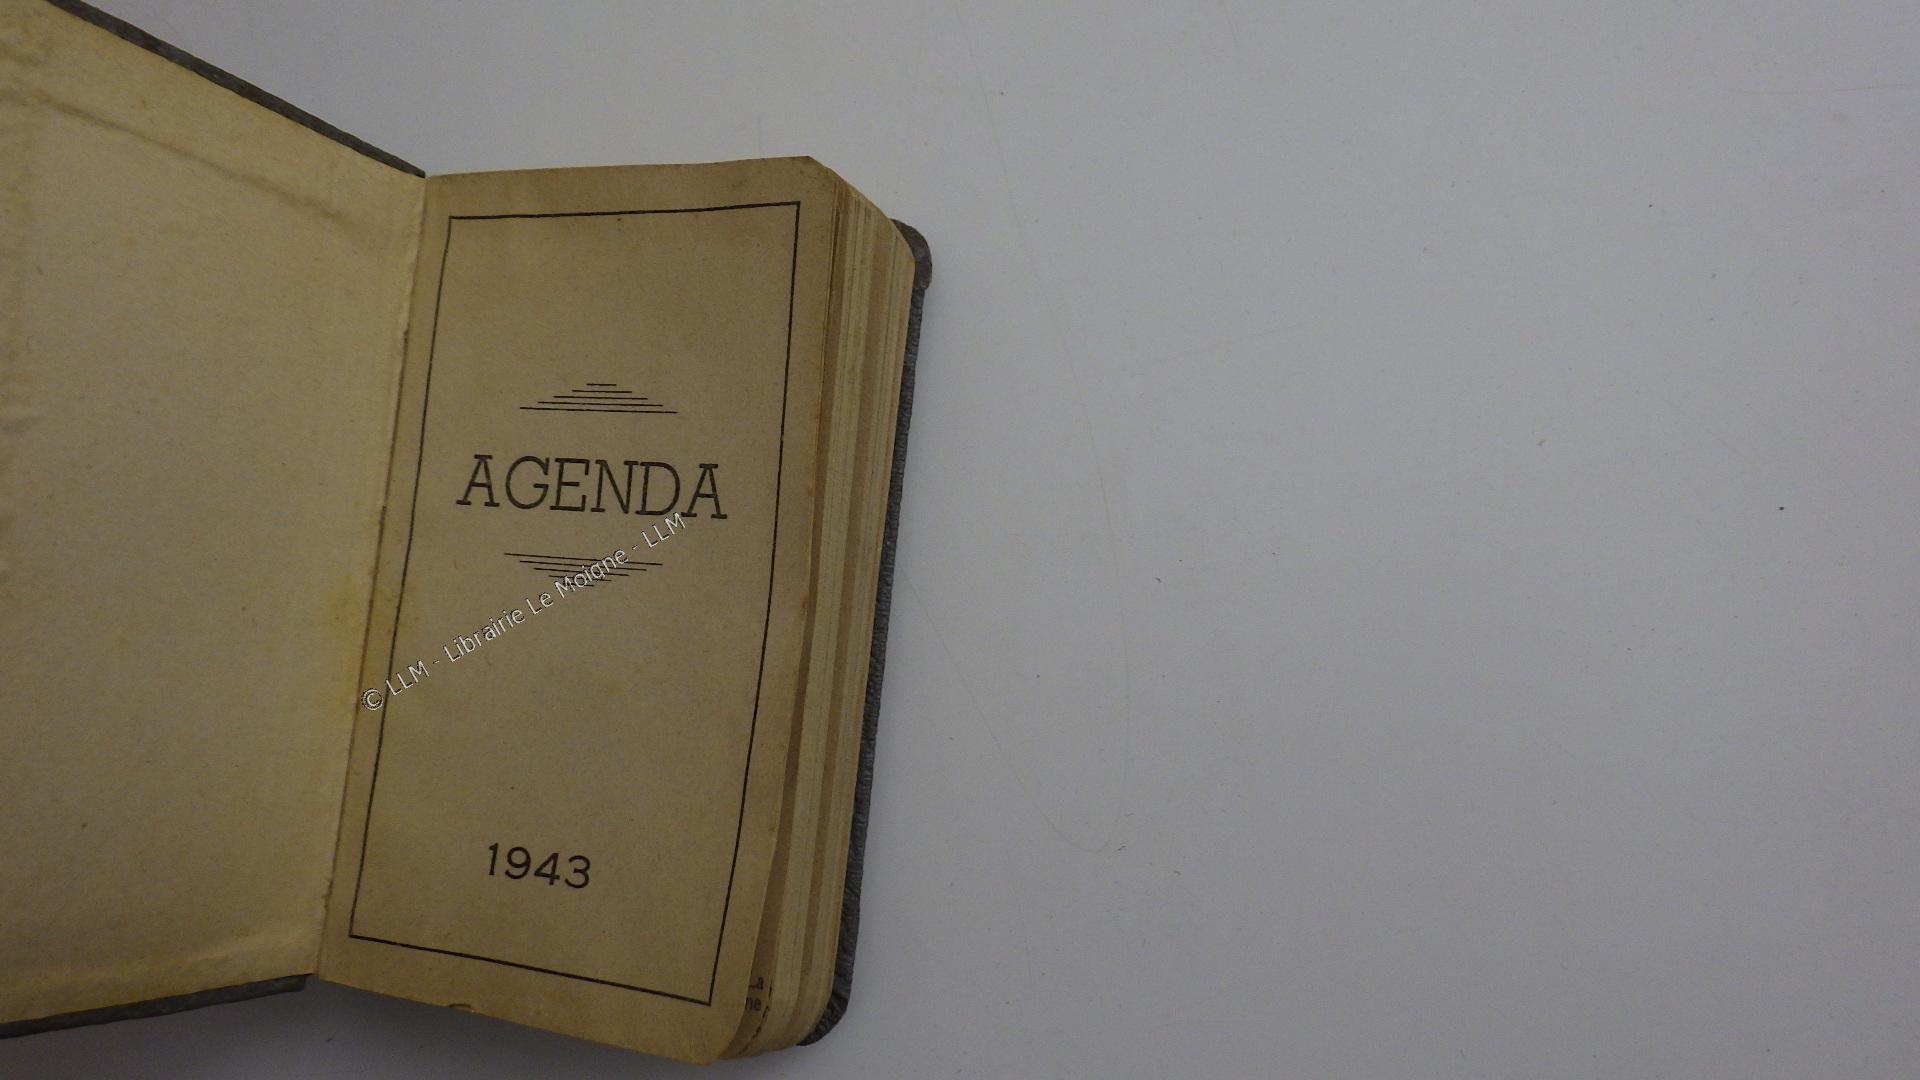 AGENDA
© LLM - Librairie Le Moigne - LLM
1943